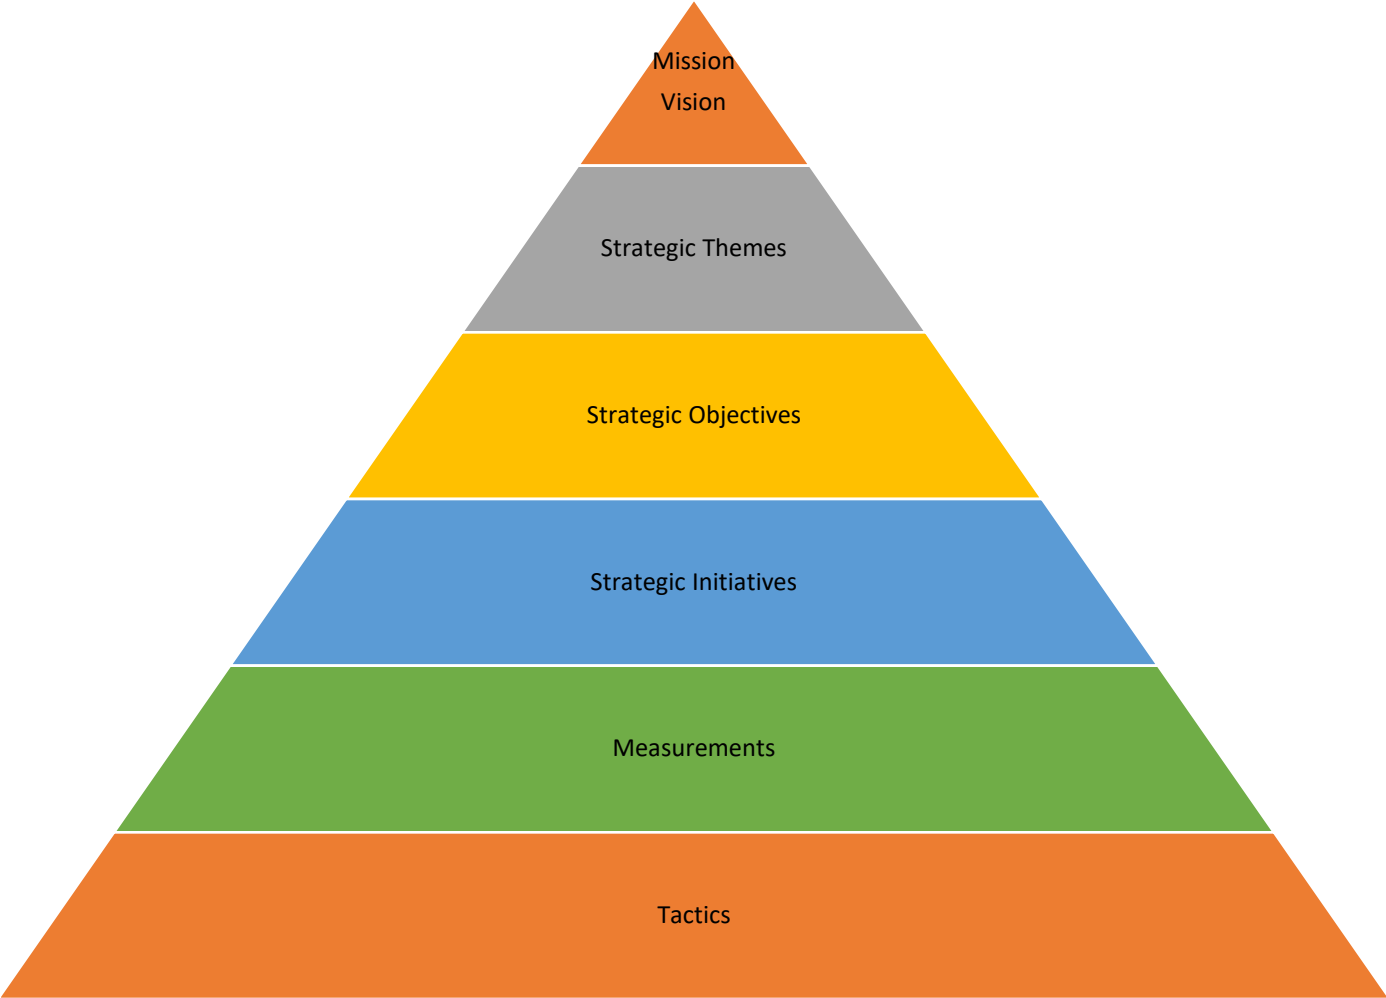 Mission
Vision
Strategic Themes
Strategic Objectives
Strategic Initiatives
Measurements
Tactics